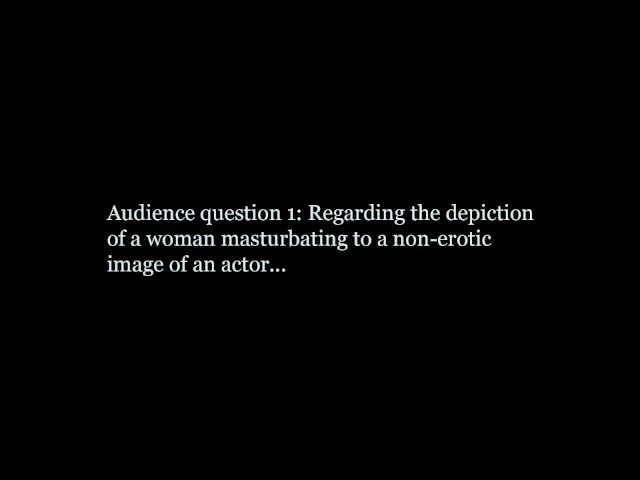 Audience question 1: Regarding the depiction
of a woman masturbating to a non-erotic
image of an actor...